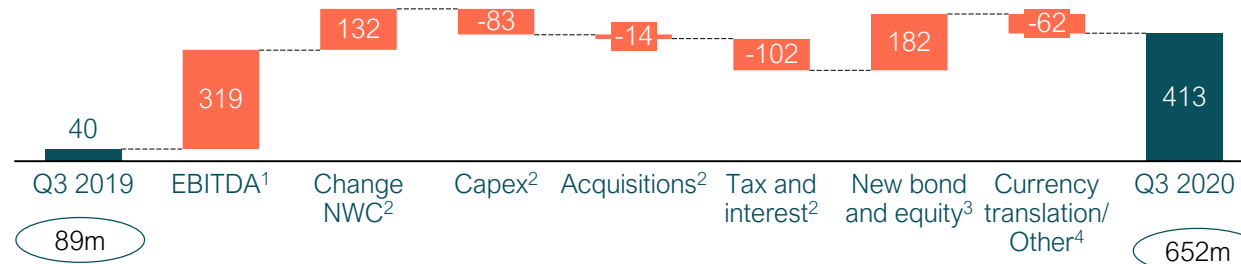 132
-83
-14
-102
182
-62
319
413
40
Q3 2019
EBITDA¹
Change
NWC²
Capex²
Acquisitions²
Tax and
interest²
New bond
and equity³
Currency
translation/
Other⁴
Q3 2020
89m
652m